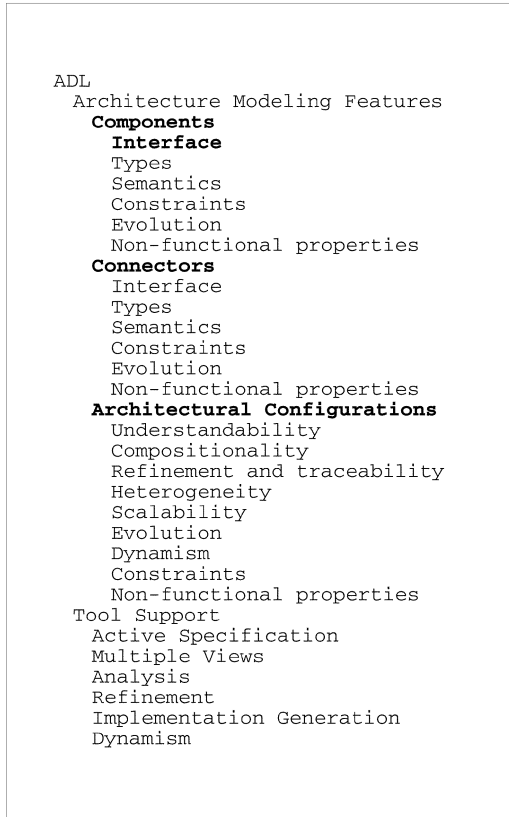 ADL
Architecture Modeling Features
Components
Interface
Types
Semantics
Constraints
Evolution
Non-functional properties
Connectors
Interface
Types
Semantics
Constraints
Evolution
Non-functional properties
Architectural Configurations
Understandability
Compositionality
Refinement and traceability
Heterogeneity
Scalability
Evolution
Dynamism
Constraints
Non-functional properties
Tool Support
Active Specification
Multiple Views
Analysis
Refinement
Implementation Generation
Dynamism